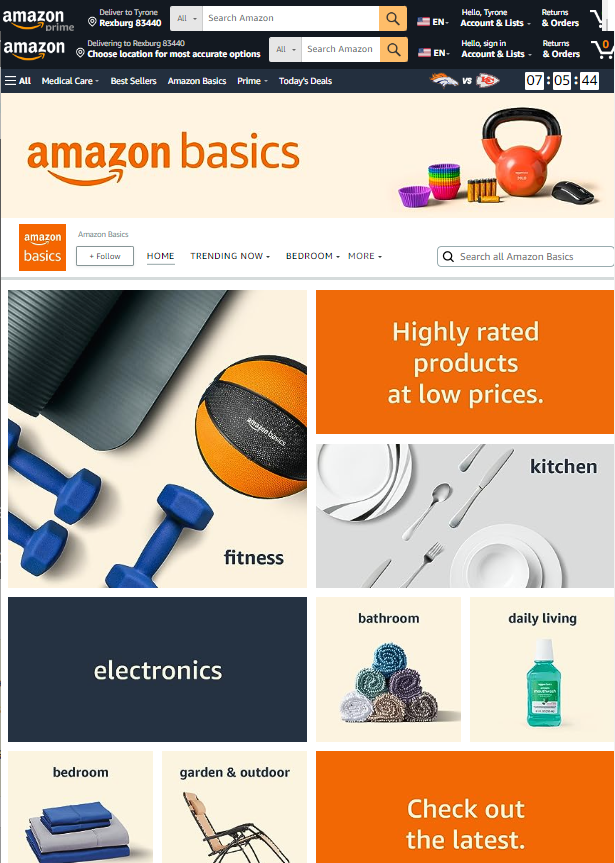 amazon
prime
Deliver to Tyrone
Rexburg 83440
All
Search Amazon
EN
Hello, Tyrone
Account & Lists
Returns
& Orders
amazon
Delivering to Rexburg 83440
Choose location for most accurate options
All
Search Amazon
EN
Hello, sign in
Account & Lists
Returns
& Orders
0
All
Medical Care
Best Sellers
Amazon Basics
Prime
Today's Deals
VS
07:05:44
amazon basics
amazon
basics
Amazon Basics
+ Follow
HOME
TRENDING NOW
BEDROOM
MORE
Search all Amazon Basics
amazon basics
fitness
Highly rated
products
at low prices.
kitchen
electronics
bathroom
daily living
bedroom
garden & outdoor
Check out
the latest.